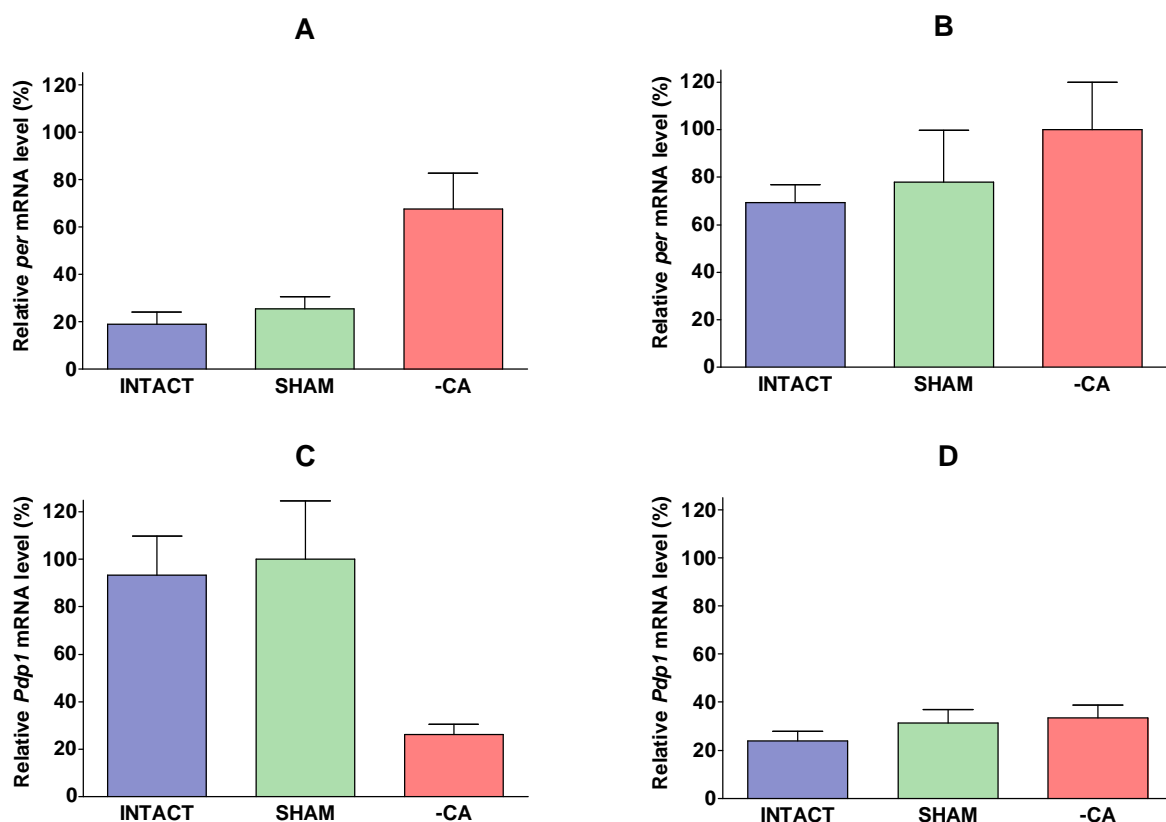 A
Relative per mRNA level (%)
120
100
80
60
40
20
0
INTACT SHAM -CA
B
Relative per mRNA level (%)
120
100
80
60
40
20
0
INTACT SHAM -CA
C
Relative Pdp1 mRNA level (%)
120
100
80
60
40
20
0
INTACT SHAM -CA
D
Relative Pdp1 mRNA level (%)
120
100
80
60
40
20
0
INTACT SHAM -CA